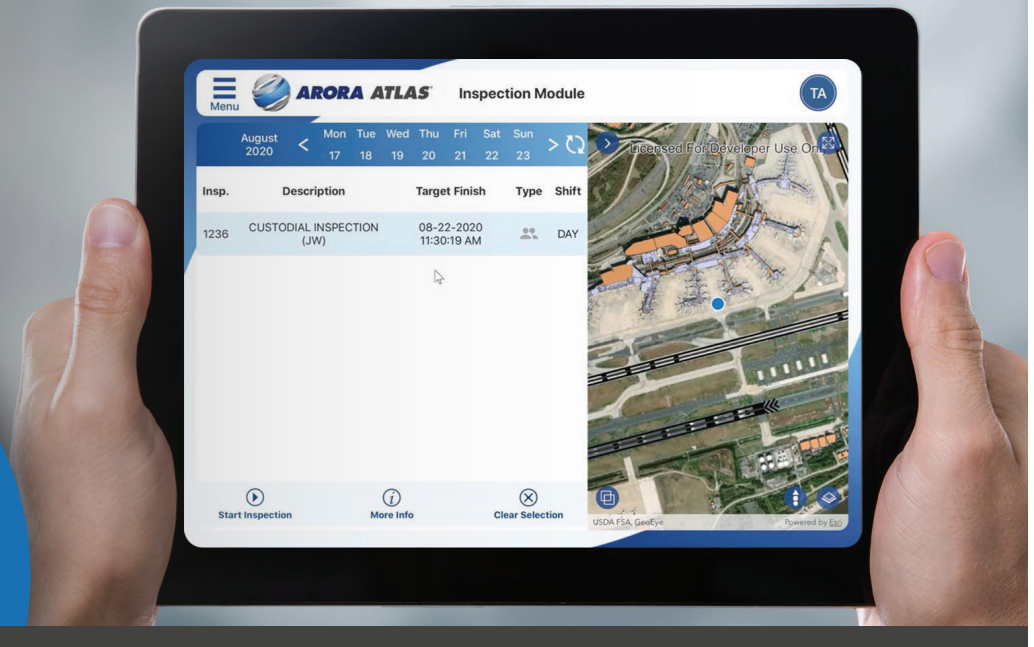 Menu
ARORA ATLAS®
Inspection Module
TA
August
2020
< Mon Tue Wed Thu Fri Sat Sun >
17 18 19 20 21 22 23
Insp. Description Target Finish Type Shift
1236 CUSTODIAL INSPECTION
(JW) 08-22-2020
11:30:19 AM DAY
Start Inspection
More Info
Clear Selection
Licensed For Developer Use On
USDA FSA, GeoEye
Powered by Esri